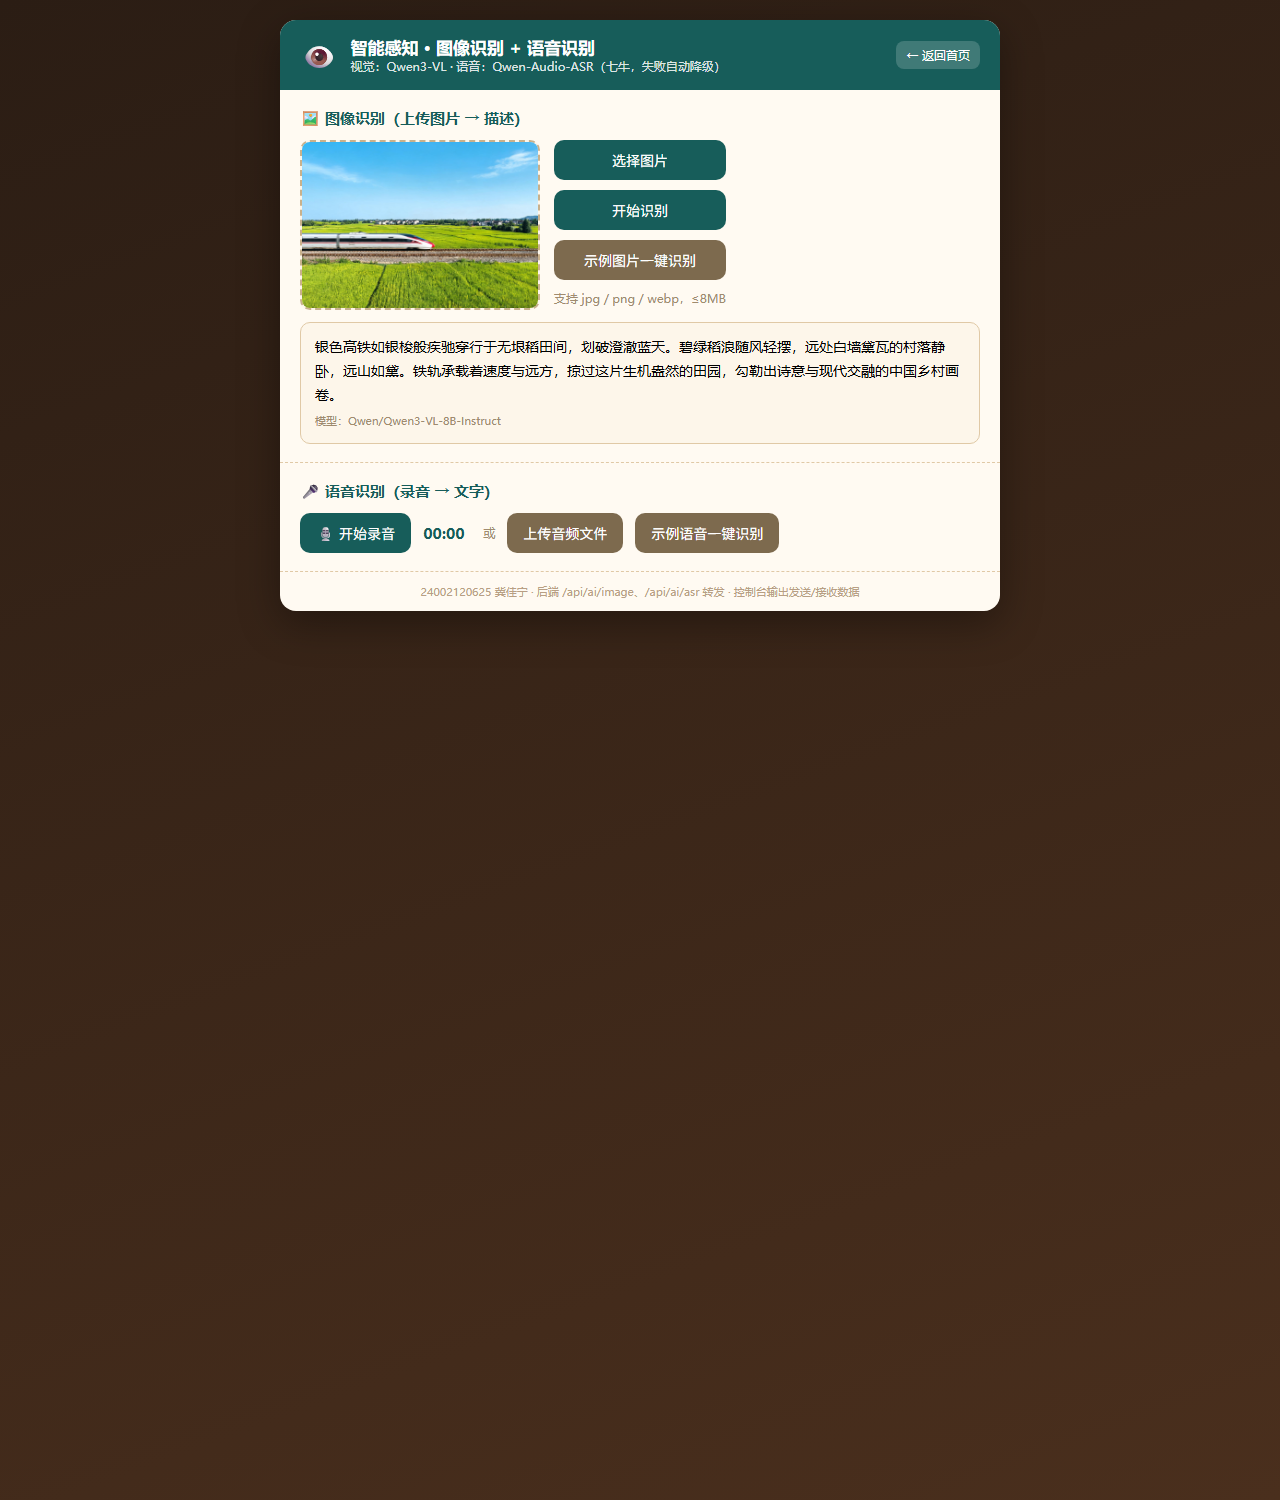 智能感知 • 图像识别 + 语音识别
视觉：Qwen3-VL · 语音：Qwen-Audio-ASR（七牛，失败自动降级）
← 返回首页
图像识别（上传图片 → 描述）
选择图片
开始识别
示例图片一键识别
支持 jpg / png / webp，≤8MB
银色高铁如银梭般疾驰穿行于无垠稻田间，划破澄澈蓝天。碧绿稻浪随风轻摆，远处白墙黛瓦的村落静
卧，远山如黛。铁轨承载着速度与远方，掠过这片生机盎然的田园，勾勒出诗意与现代交融的中国乡村画
卷。
模型：Qwen/Qwen3-VL-8B-Instruct
语音识别（录音 → 文字）
开始录音
00:00
或
上传音频文件
示例语音一键识别
24002120625 龚佳宁 · 后端 /api/ai/image、/api/ai/asr 转发 · 控制台输出发送/接收数据